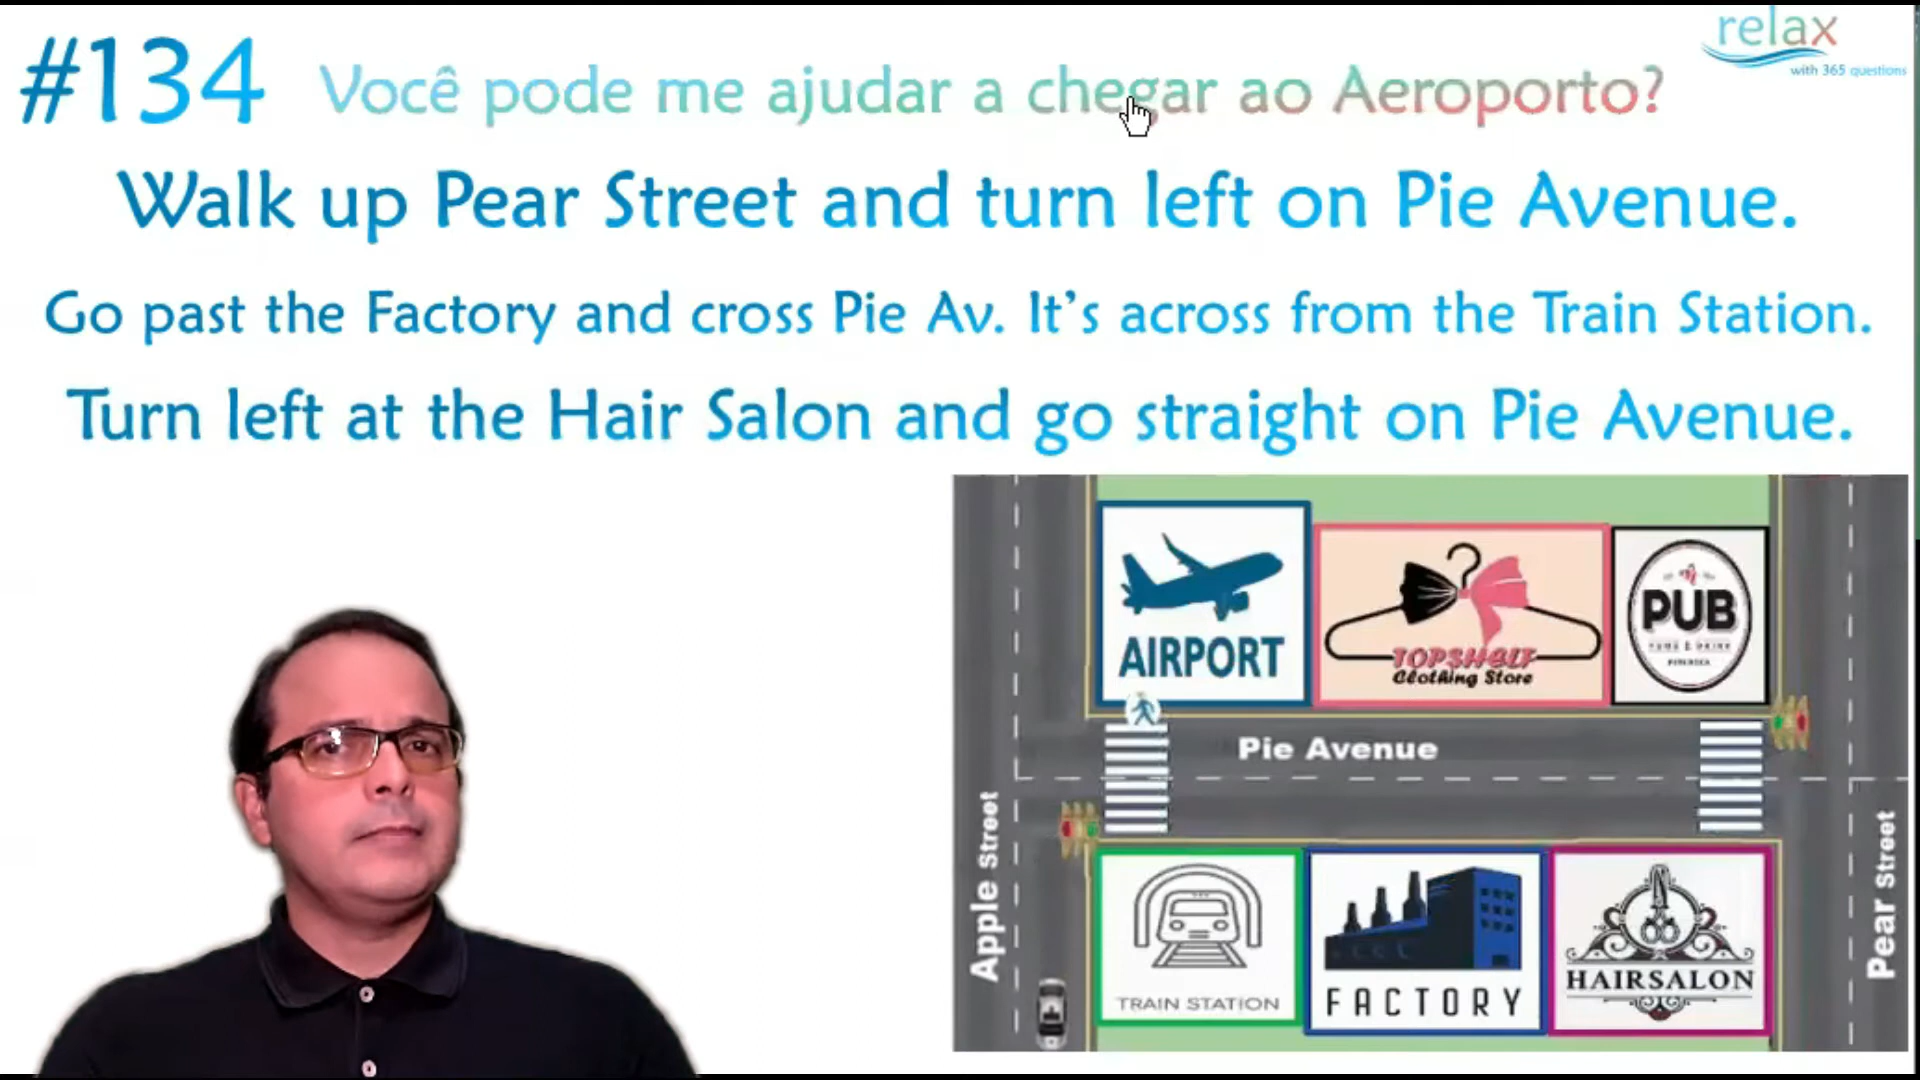 relax
with 365 questions
#134 Você pode me ajudar a chegar ao Aeroporto?
Walk up Pear Street and turn left on Pie Avenue.
Go past the Factory and cross Pie Av. It's across from the Train Station.
Turn left at the Hair Salon and go straight on Pie Avenue.
AIRPORT
TOPSHELF
Clothing Store
PUB
Pie Avenue
Apple Street
Pear Street
TRAIN STATION
FACTORY
HAIRSALON